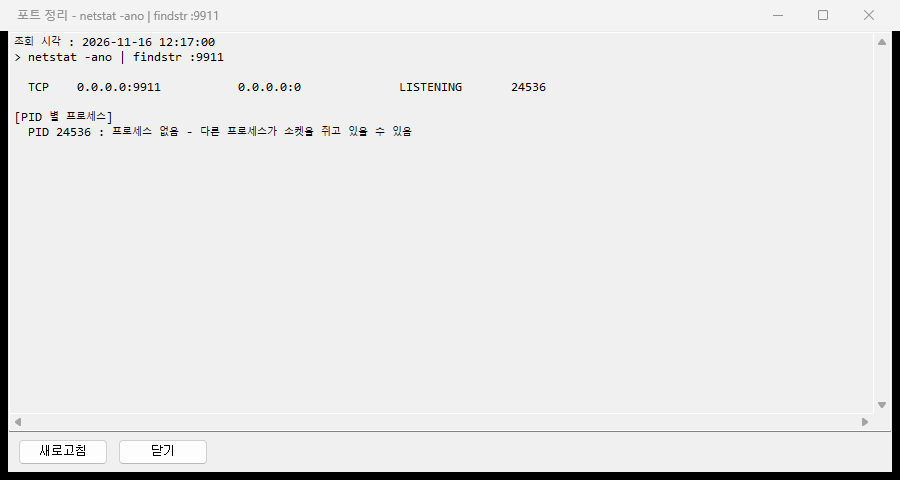 포트 정리 - netstat -ano | findstr :9911
조회 시각 : 2026-11-16 12:17:00
> netstat -ano | findstr :9911
TCP    0.0.0.0:9911           0.0.0.0:0              LISTENING       24536
[PID 별 프로세스]
PID 24536 : 프로세스 없음 - 다른 프로세스가 소켓을 쥐고 있을 수 있음
새로고침 닫기